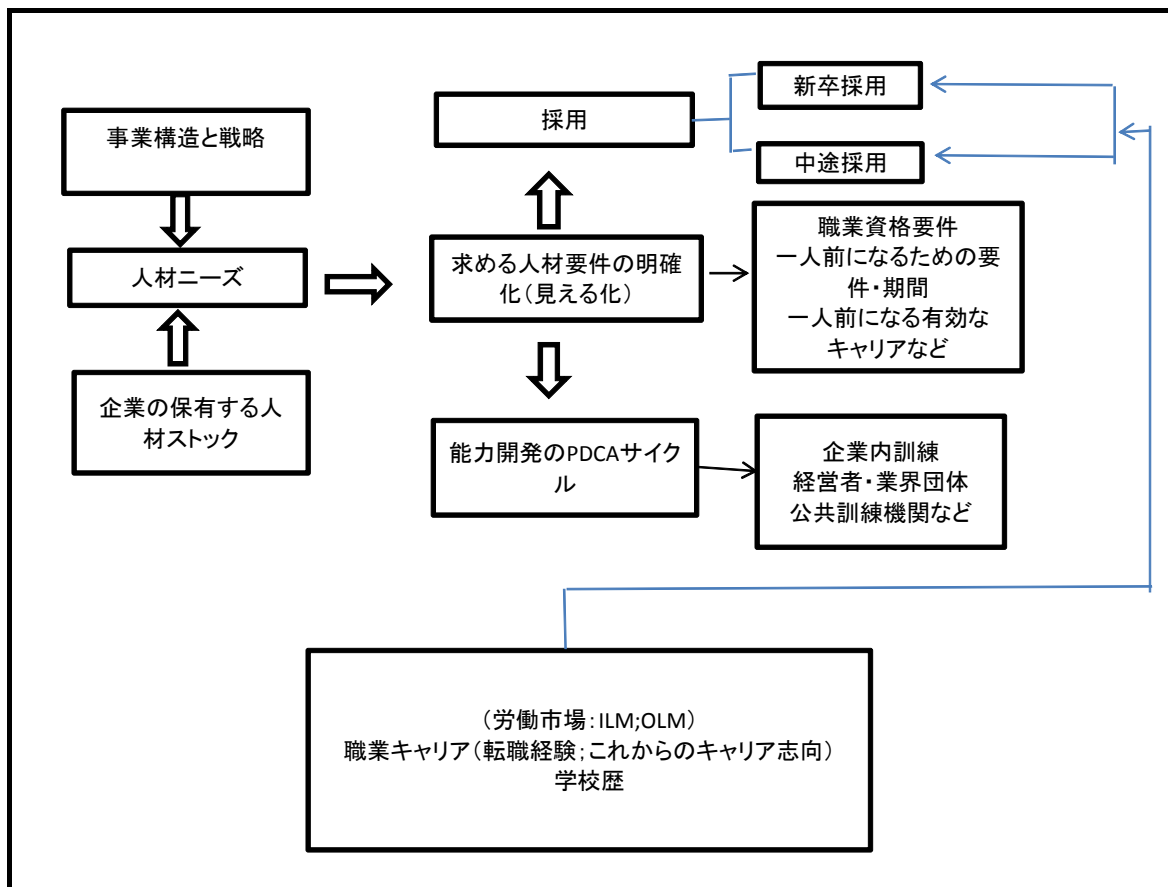 事業構造と戦略
人材ニーズ
企業の保有する人
材ストック
採用
求める人材要件の明確
化（見える化）
能力開発のPDCAサイク
ル
新卒採用
中途採用
職業資格要件
一人前になるための要
件・期間
一人前になる有効な
キャリアなど
企業内訓練
経営者・業界団体
公共訓練機関など
（労働市場：ILM;OLM）
職業キャリア（転職経験；これからのキャリア志向）
学校歴